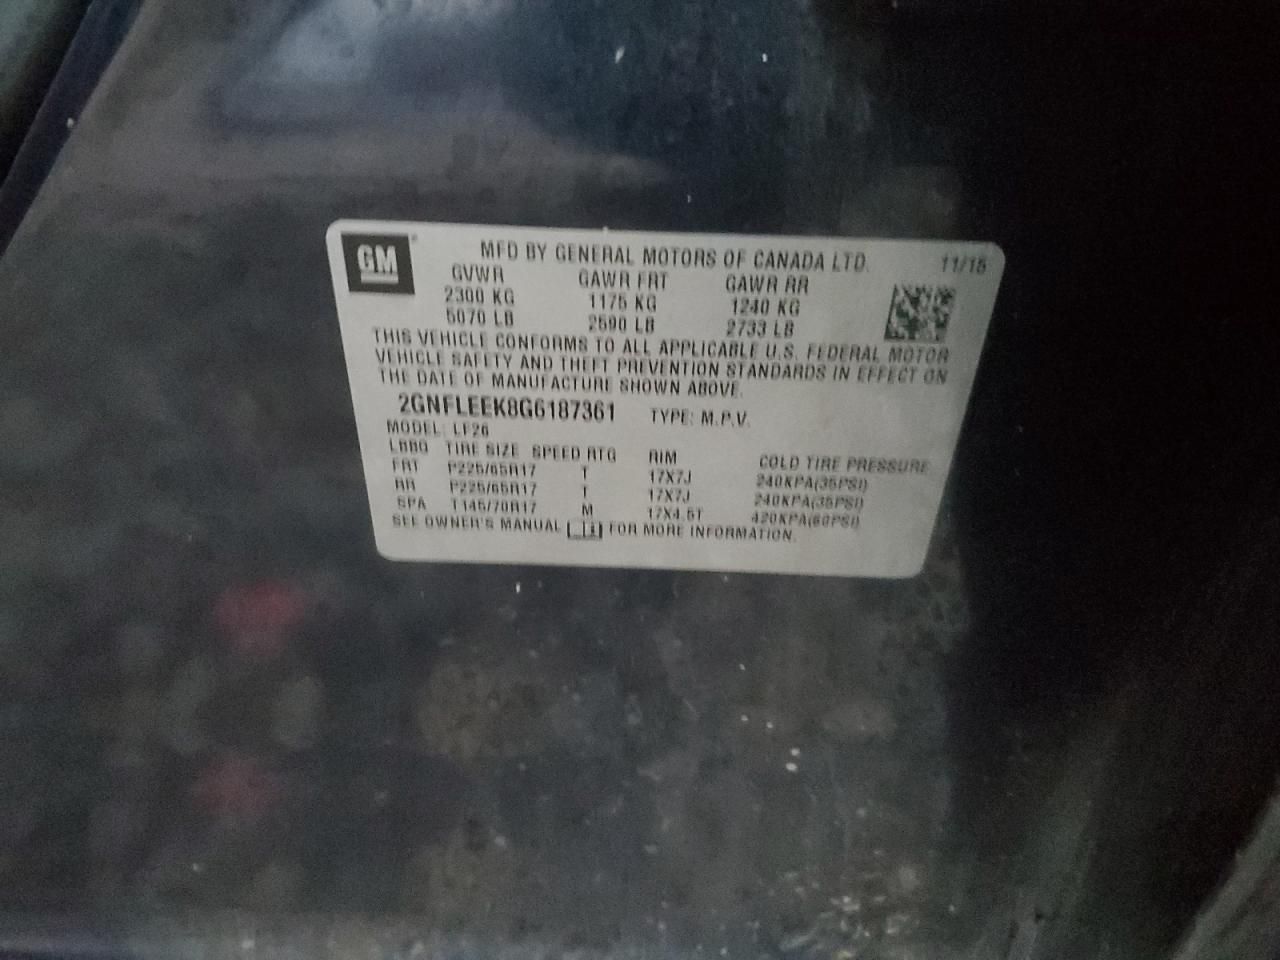 GM
MFD BY GENERAL MOTORS OF CANADA LTD. 11/15
GVWR GAWR FRT GAWR RR
2300 KG 1175 KG 1240 KG
5070 LB 2590 LB 2733 LB
THIS VEHICLE CONFORMS TO ALL APPLICABLE U.S. FEDERAL MOTOR
VEHICLE SAFETY AND THEFT PREVENTION STANDARDS IN EFFECT ON
THE DATE OF MANUFACTURE SHOWN ABOVE.
2GNFLEEK8G6187361 TYPE: M.P.V.
MODEL: LF26
LBBO TIRE SIZE SPEED RTG RIM COLD TIRE PRESSURE
FRT P225/65R17 T 17X7J 240KPA(35PSI)
RR P225/65R17 T 17X7J 240KPA(35PSI)
SPA T145/70R17 M 17X4.5T 420KPA(60PSI)
SEE OWNER'S MANUAL FOR MORE INFORMATION.